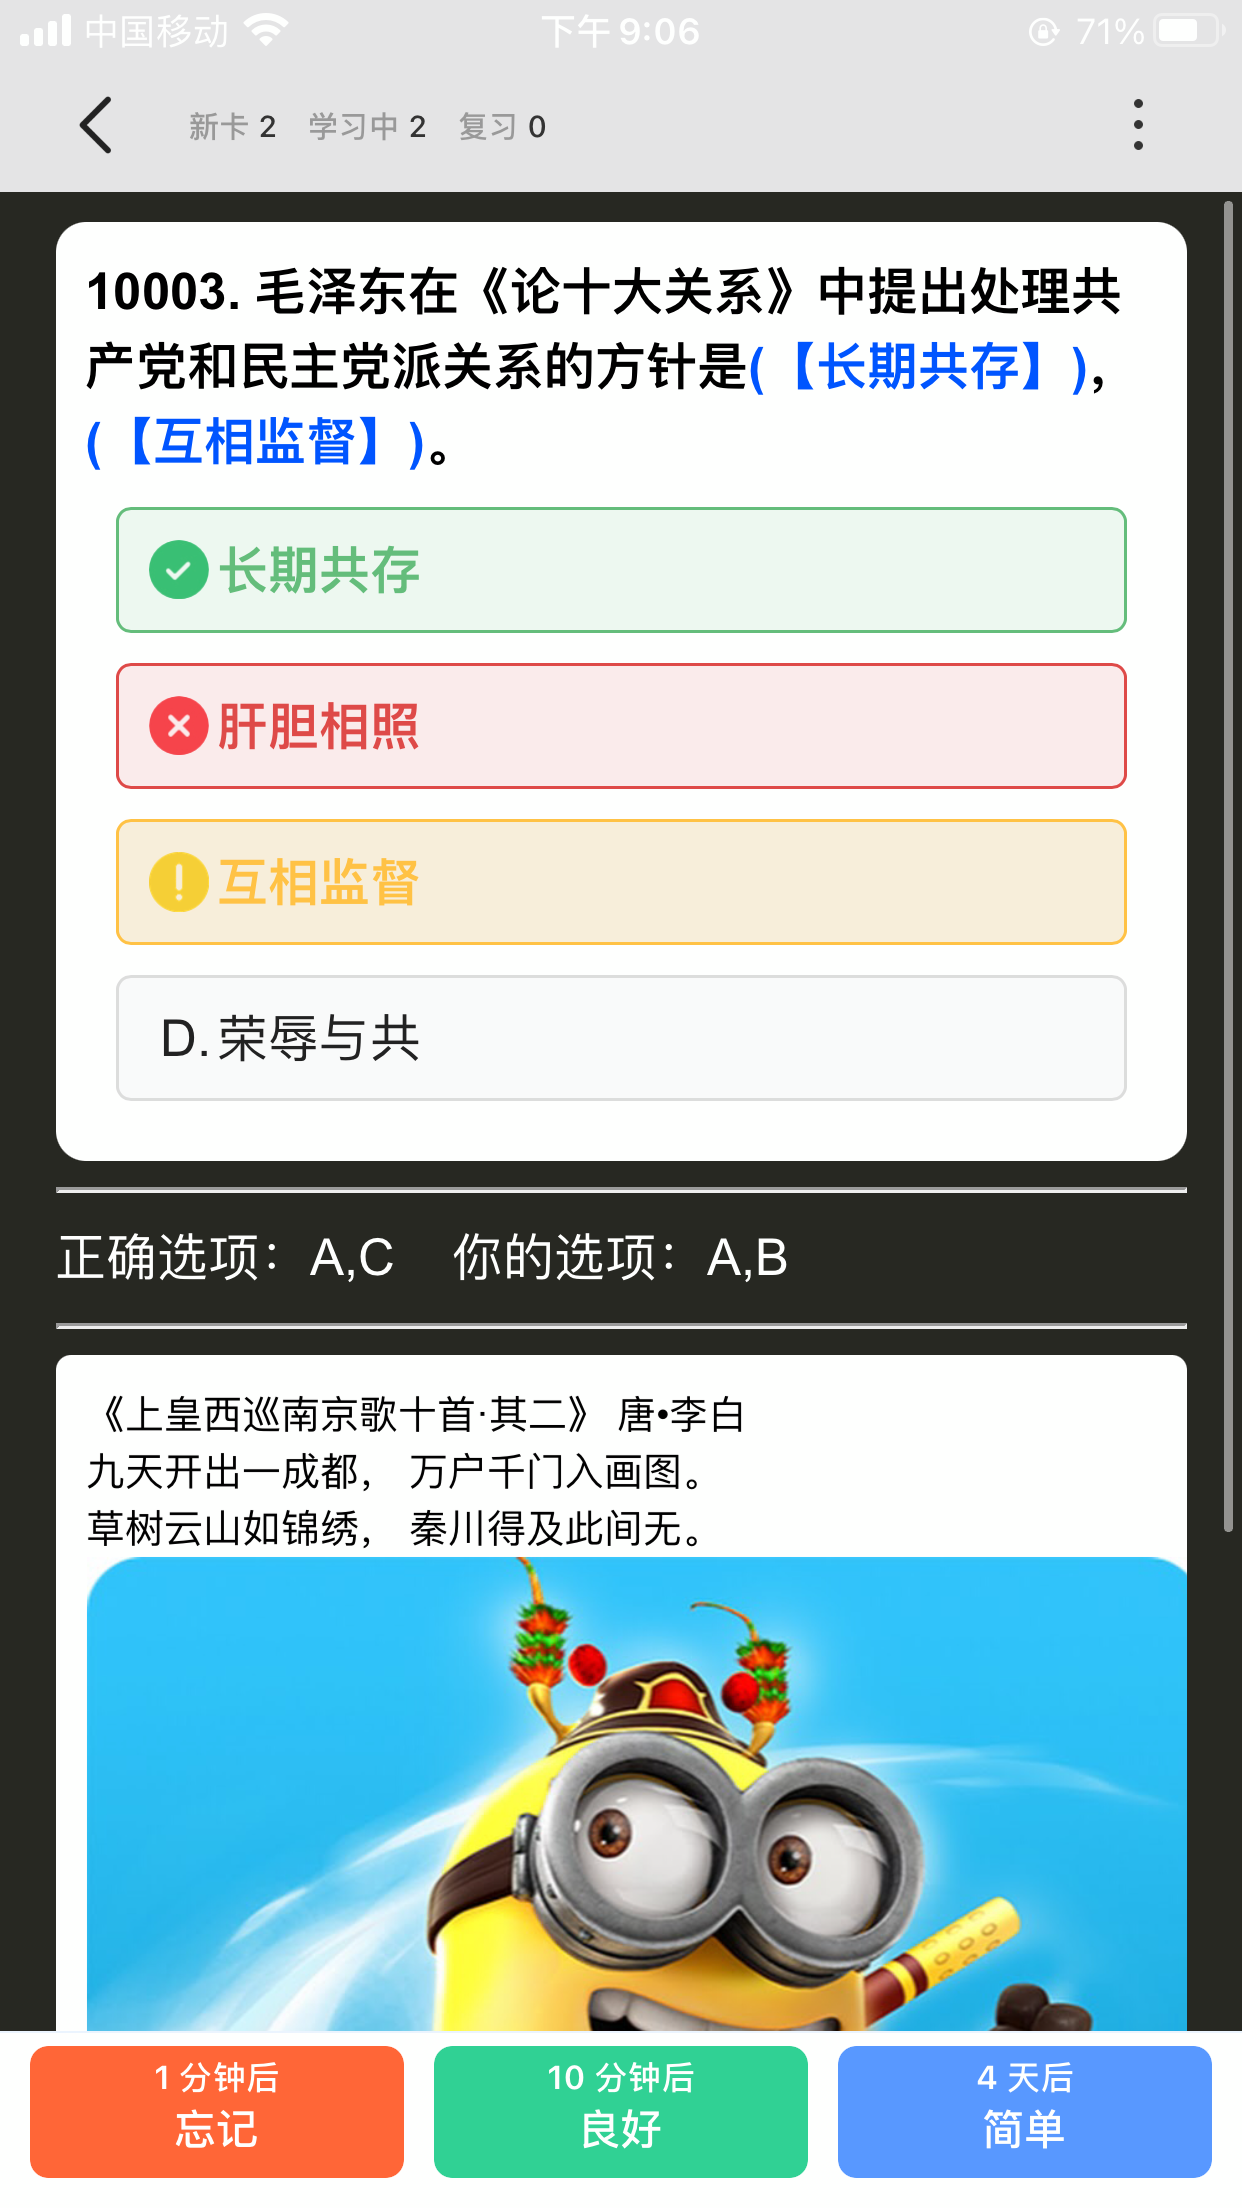 中国移动 下午 9:06 71%
新卡 2 学习中 2 复习 0
10003. 毛泽东在《论十大关系》中提出处理共
产党和民主党派关系的方针是(【长期共存】),
(【互相监督】)。
长期共存
肝胆相照
互相监督
D. 荣辱与共
正确选项：A,C 你的选项：A,B
《上皇西巡南京歌十首·其二》 唐•李白
九天开出一成都， 万户千门入画图。
草树云山如锦绣， 秦川得及此间无。
1 分钟后
忘记
10 分钟后
良好
4 天后
简单